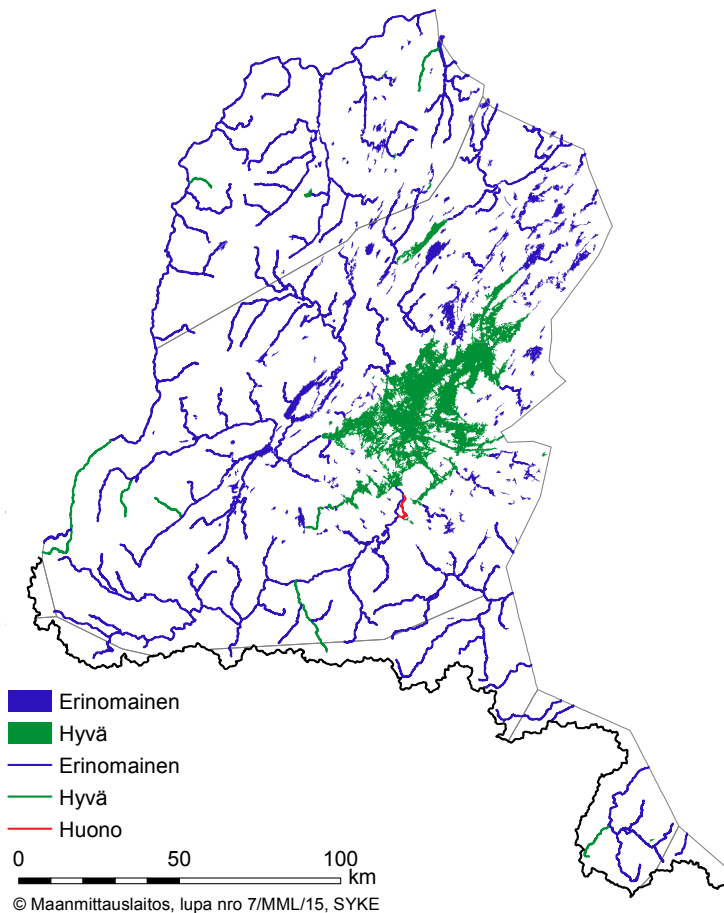 Erinomainen
Hyvä
Erinomainen
Hyvä
Huono
0 50 100
km
© Maanmittauslaitos, lupa nro 7/MML/15, SYKE